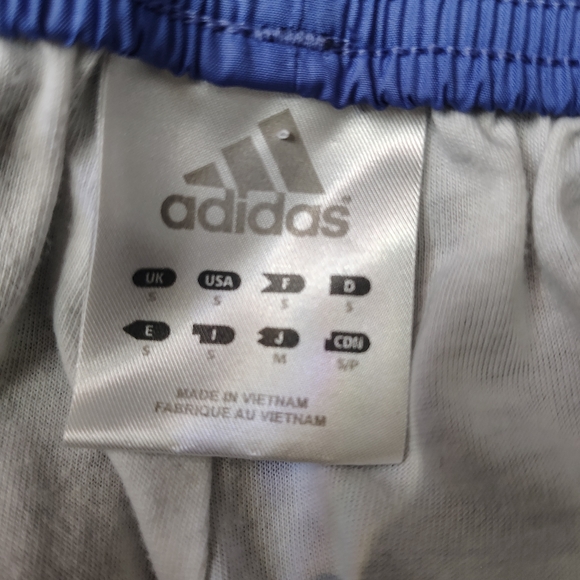 adidas
UK USA F D
S S S S
E I J CDN
S S M S/P
MADE IN VIETNAM
FABRIQUE AU VIETNAM